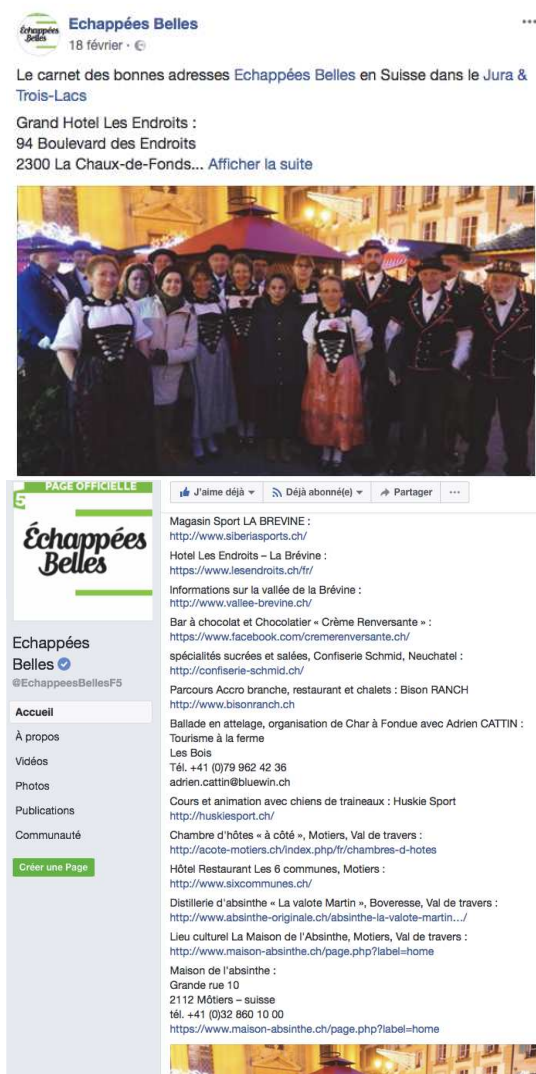 Échappées
Belles
Echappées Belles
18 février
Le carnet des bonnes adresses Echappées Belles en Suisse dans le Jura &
Trois-Lacs
Grand Hotel Les Endroits :
94 Boulevard des Endroits
2300 La Chaux-de-Fonds... Afficher la suite
PAGE OFFICIELLE
5
Échappées
Belles
Echappées
Belles
@EchappeesBellesF5
Accueil
À propos
Vidéos
Photos
Publications
Communauté
Créer une Page
J'aime déjà
Déjà abonné(e)
Partager
Magasin Sport LA BREVINE :
http://www.siberiasports.ch/
Hotel Les Endroits – La Brévine :
https://www.lesendroits.ch/fr/
Informations sur la vallée de la Brévine :
http://www.vallee-brevine.ch/
Bar à chocolat et Chocolatier « Crème Renversante » :
https://www.facebook.com/cremerenversante.ch/
spécialités sucrées et salées, Confiserie Schmid, Neuchatel :
http://confiserie-schmid.ch/
Parcours Accro branche, restaurant et chalets : Bison RANCH
http://www.bisonranch.ch
Ballade en attelage, organisation de Char à Fondue avec Adrien CATTIN :
Tourisme à la ferme
Les Bois
Tél. +41 (0)79 962 42 36
adrien.cattin@bluewin.ch
Cours et animation avec chiens de traineaux : Huskie Sport
http://huskiesport.ch/
Chambre d'hôtes « à côté », Motiers, Val de travers :
http://acote-motiers.ch/index.php/fr/chambres-d-hotes
Hôtel Restaurant Les 6 communes, Motiers :
http://www.sixcommunes.ch/
Distillerie d'absinthe « La valote Martin », Boveresse, Val de travers :
http://www.absinthe-originale.ch/absinthe-la-valote-martin.../
Lieu culturel La Maison de l'Absinthe, Motiers, Val de travers :
http://www.maison-absinthe.ch/page.php?label=home
Maison de l'absinthe :
Grande rue 10
2112 Môtiers – suisse
tél. +41 (0)32 860 10 00
https://www.maison-absinthe.ch/page.php?label=home